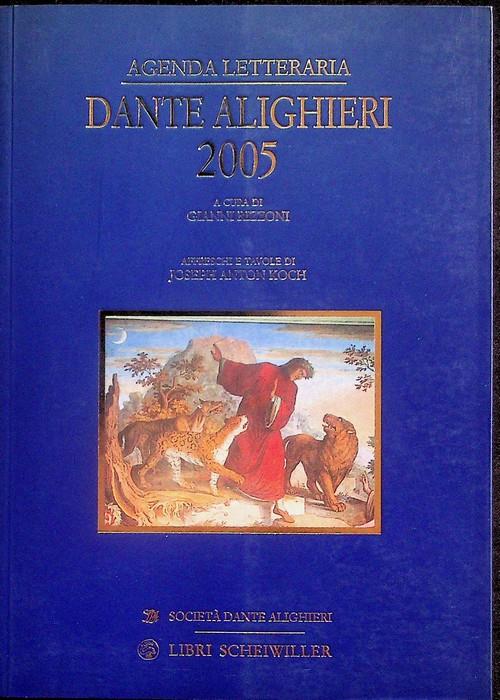 AGENDA LETTERARIA
DANTE ALIGHIERI
2005
A CURA DI
GIANNI RIZZONI
AFFRESCHI E TAVOLE DI
JOSEPH ANTON KOCH
SOCIETÀ DANTE ALIGHIERI
LIBRI SCHEIWILLER